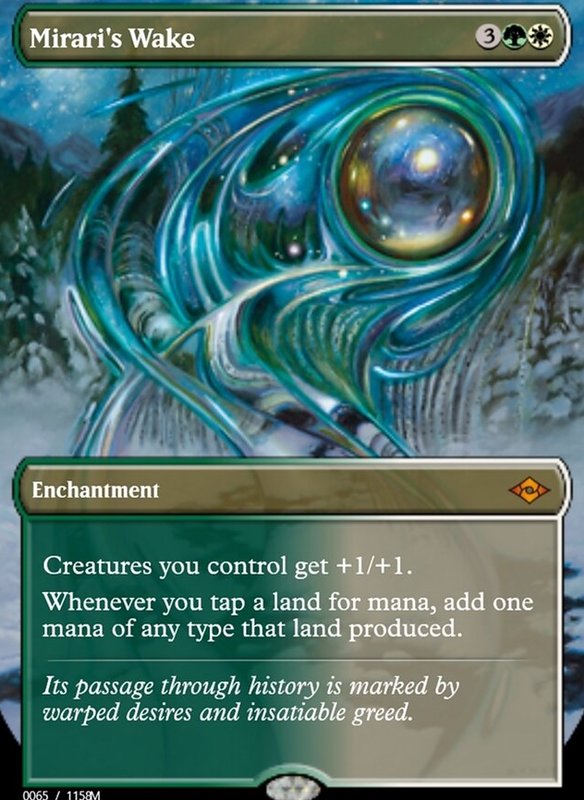 Mirari's Wake 3
Enchantment
Creatures you control get +1/+1.
Whenever you tap a land for mana, add one
mana of any type that land produced.
Its passage through history is marked by
warped desires and insatiable greed.
0065 / 1158M